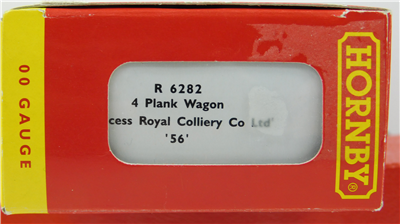 00 GAUGE
R 6282
4 Plank Wagon
cess Royal Colliery Co Ltd'
'56'
HORNBY